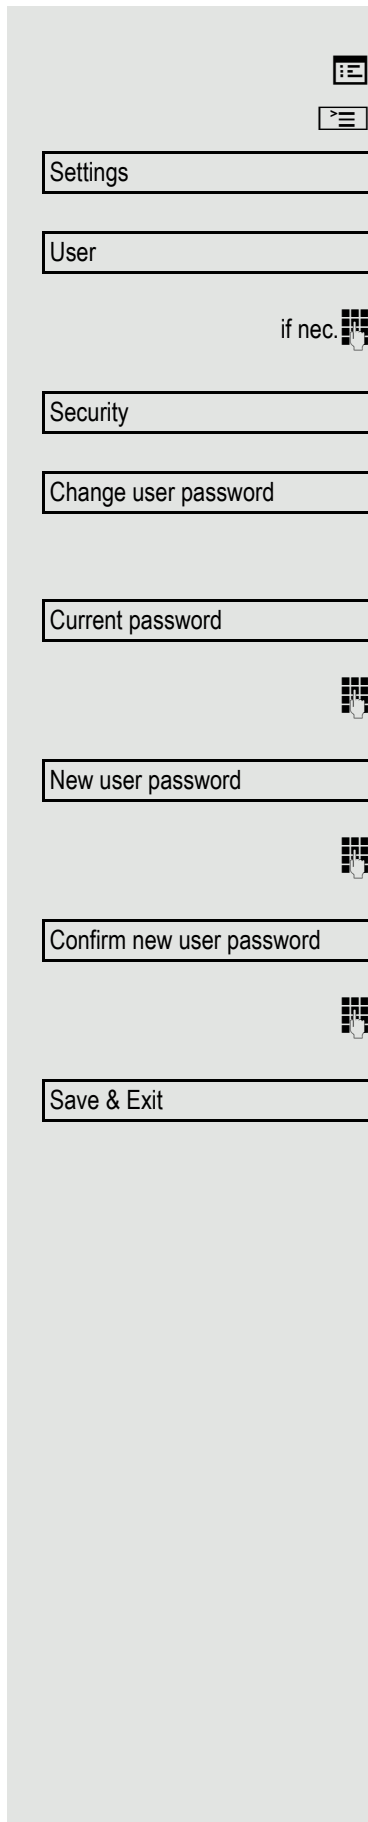 Settings
User
if nec.
Security
Change user password
Current password
New user password
Confirm new user password
Save & Exit